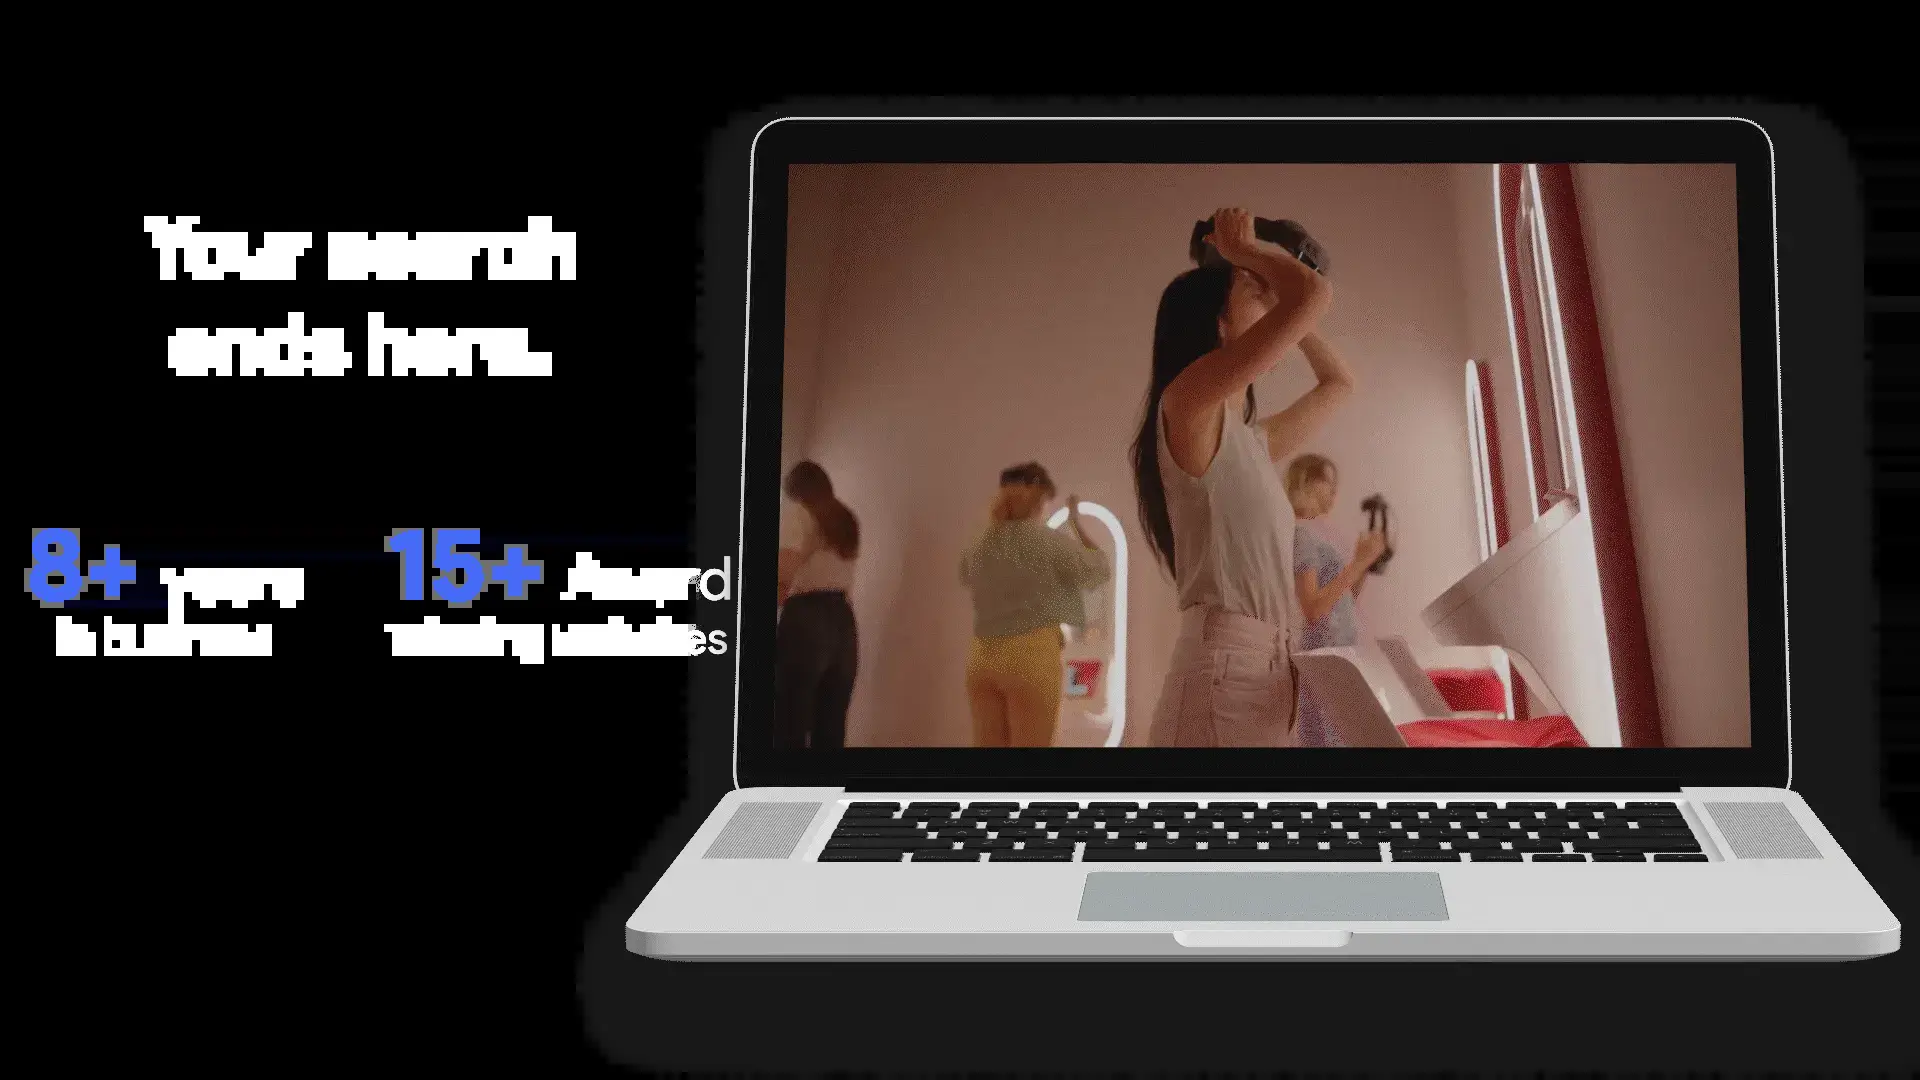 Your search
ends here.
8+ years
in business
15+ Award
winning websites